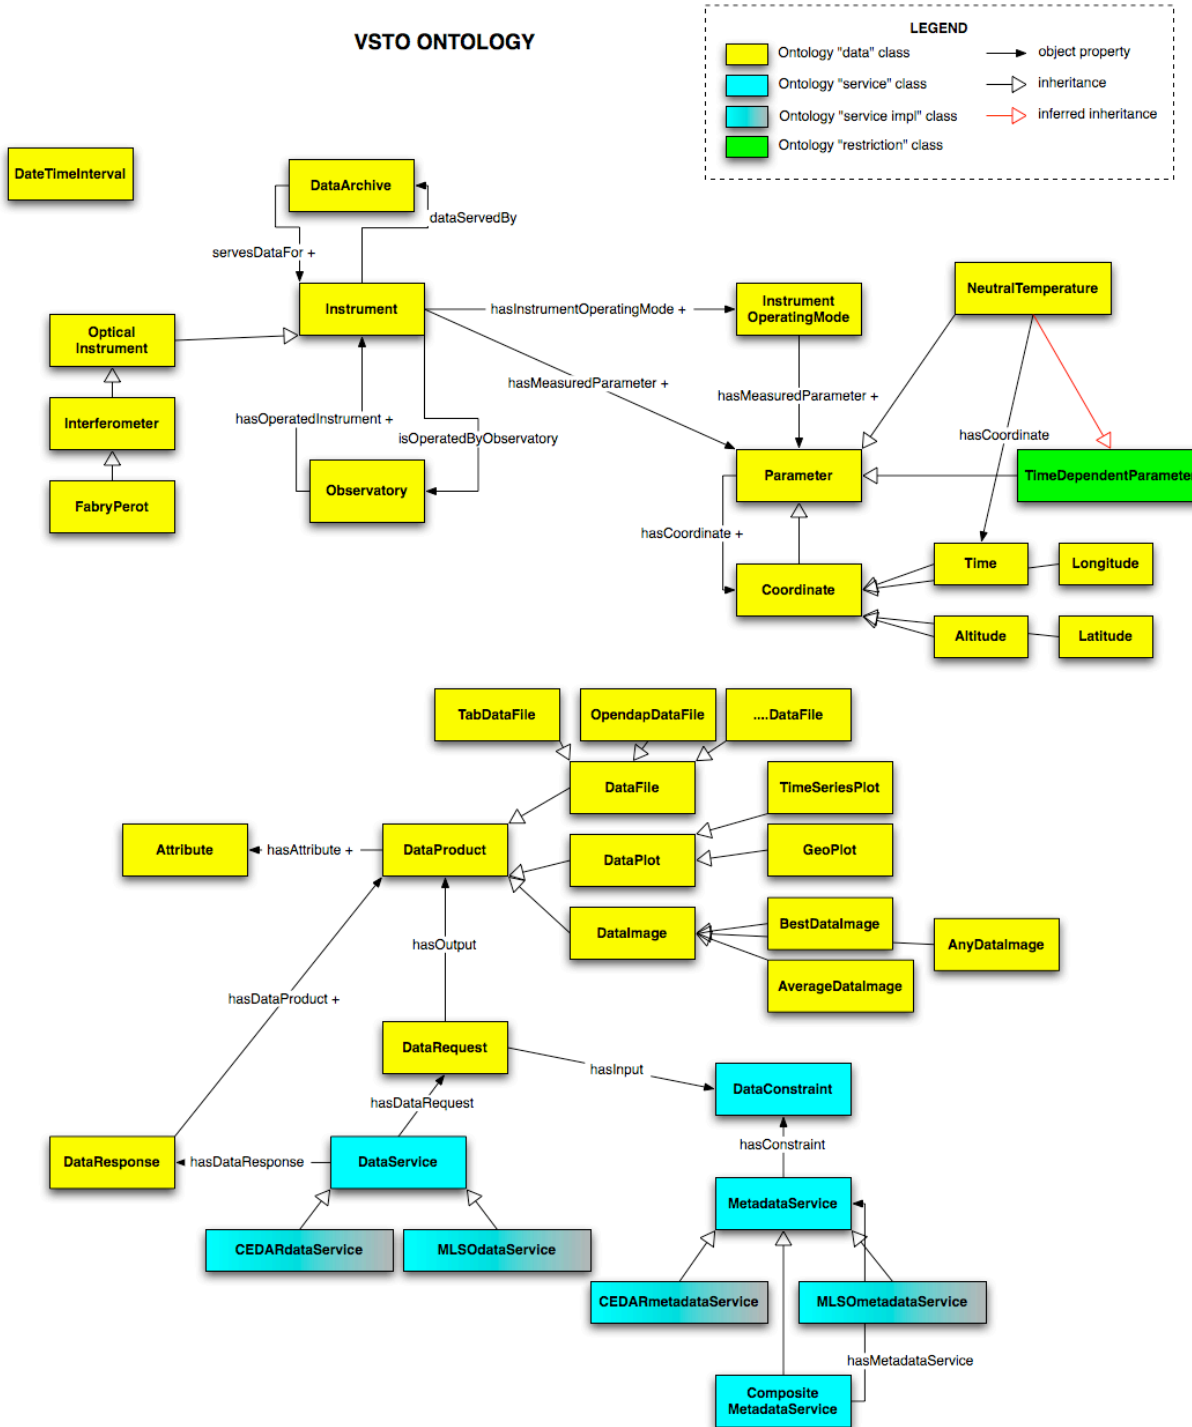 VSTO ONTOLOGY
LEGEND
Ontology "data" class
object property
Ontology "service" class
inheritance
Ontology "service impl" class
inferred inheritance
Ontology "restriction" class
DateTimeInterval
DataArchive
dataServedBy
servesDataFor +
Instrument
hasInstrumentOperatingMode +
Instrument
OperatingMode
NeutralTemperature
Optical
Instrument
hasMeasuredParameter +
hasMeasuredParameter +
Interferometer
hasOperatedInstrument +
isOperatedByObservatory
hasCoordinate
FabryPerot
Observatory
Parameter
TimeDependentParameter
hasCoordinate +
Coordinate
Time
Longitude
Altitude
Latitude
TabDataFile
OpendapDataFile
....DataFile
DataFile
TimeSeriesPlot
Attribute
hasAttribute +
DataProduct
DataPlot
GeoPlot
DataImage
BestDataImage
AnyDataImage
hasOutput
AverageDataImage
hasDataProduct +
DataRequest
hasInput
DataConstraint
hasDataRequest
hasConstraint
DataResponse
hasDataResponse
DataService
MetadataService
CEDARdataService
MLSOdataService
CEDARmetadataService
MLSOmetadataService
hasMetadataService
Composite
MetadataService